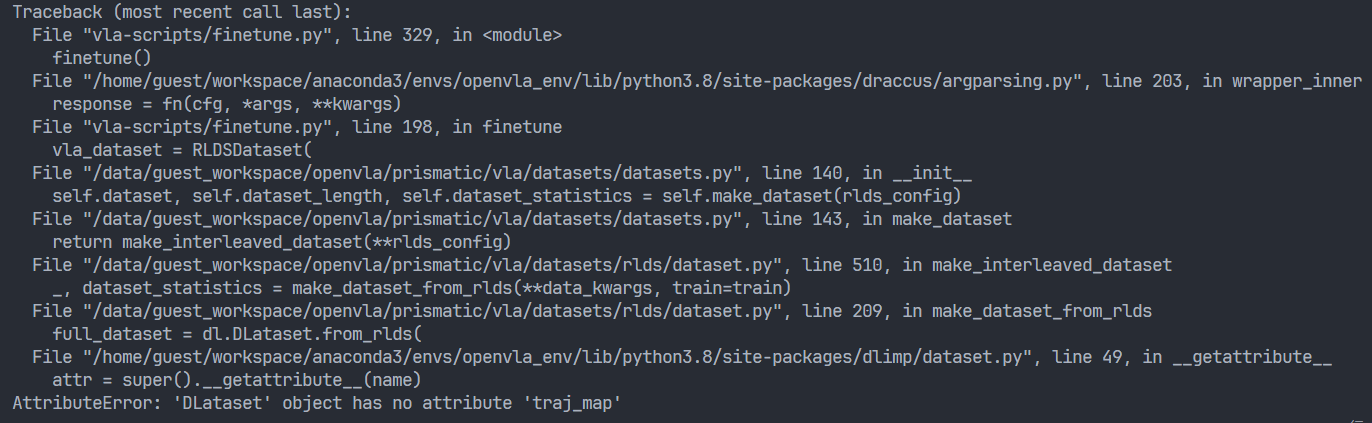 Traceback (most recent call last):
  File "vla-scripts/finetune.py", line 329, in <module>
    finetune()
  File "/home/guest/workspace/anaconda3/envs/openvla_env/lib/python3.8/site-packages/draccus/argparsing.py", line 203, in wrapper_inner
    response = fn(cfg, *args, **kwargs)
  File "vla-scripts/finetune.py", line 198, in finetune
    vla_dataset = RLDSDataset(
  File "/data/guest_workspace/openvla/prismatic/vla/datasets/datasets.py", line 140, in __init__
    self.dataset, self.dataset_length, self.dataset_statistics = self.make_dataset(rlds_config)
  File "/data/guest_workspace/openvla/prismatic/vla/datasets/datasets.py", line 143, in make_dataset
    return make_interleaved_dataset(**rlds_config)
  File "/data/guest_workspace/openvla/prismatic/vla/datasets/rlds/dataset.py", line 510, in make_interleaved_dataset
    _, dataset_statistics = make_dataset_from_rlds(**data_kwargs, train=train)
  File "/data/guest_workspace/openvla/prismatic/vla/datasets/rlds/dataset.py", line 209, in make_dataset_from_rlds
    full_dataset = dl.DLataset.from_rlds(
  File "/home/guest/workspace/anaconda3/envs/openvla_env/lib/python3.8/site-packages/dlimp/dataset.py", line 49, in __getattribute__
    attr = super().__getattribute__(name)
AttributeError: 'DLataset' object has no attribute 'traj_map'